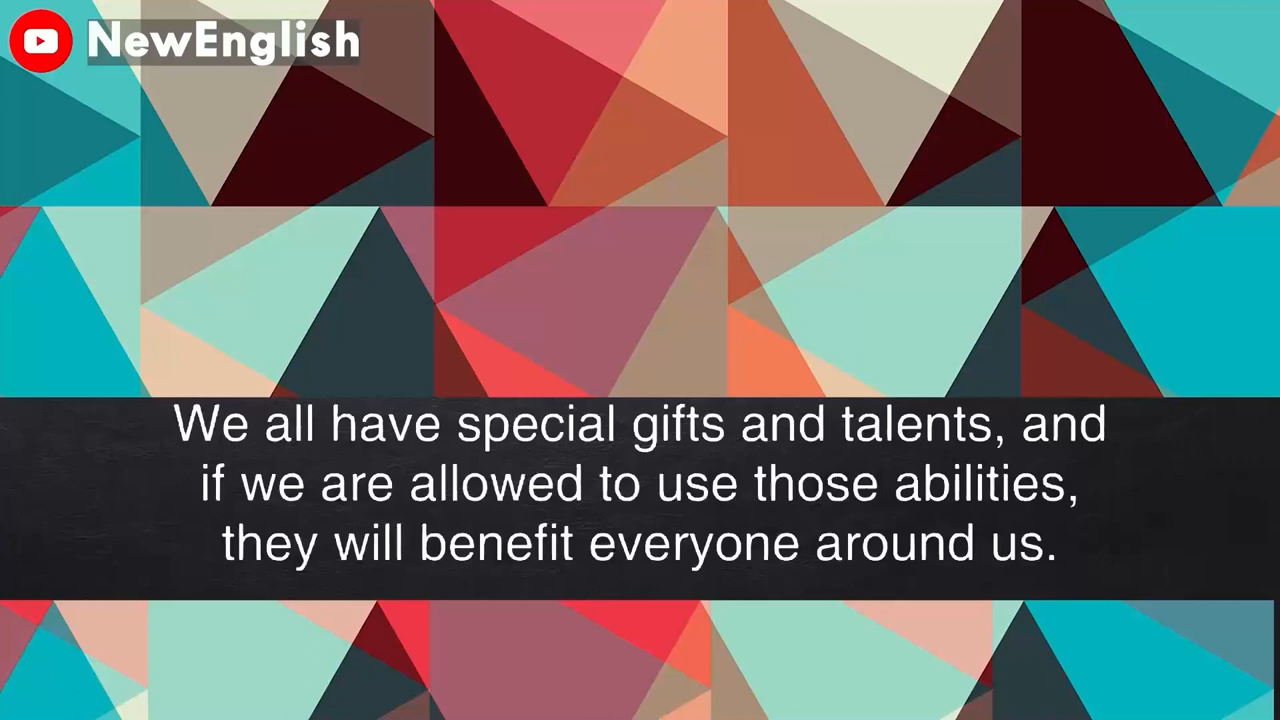 NewEnglish
We all have special gifts and talents, and
if we are allowed to use those abilities,
they will benefit everyone around us.